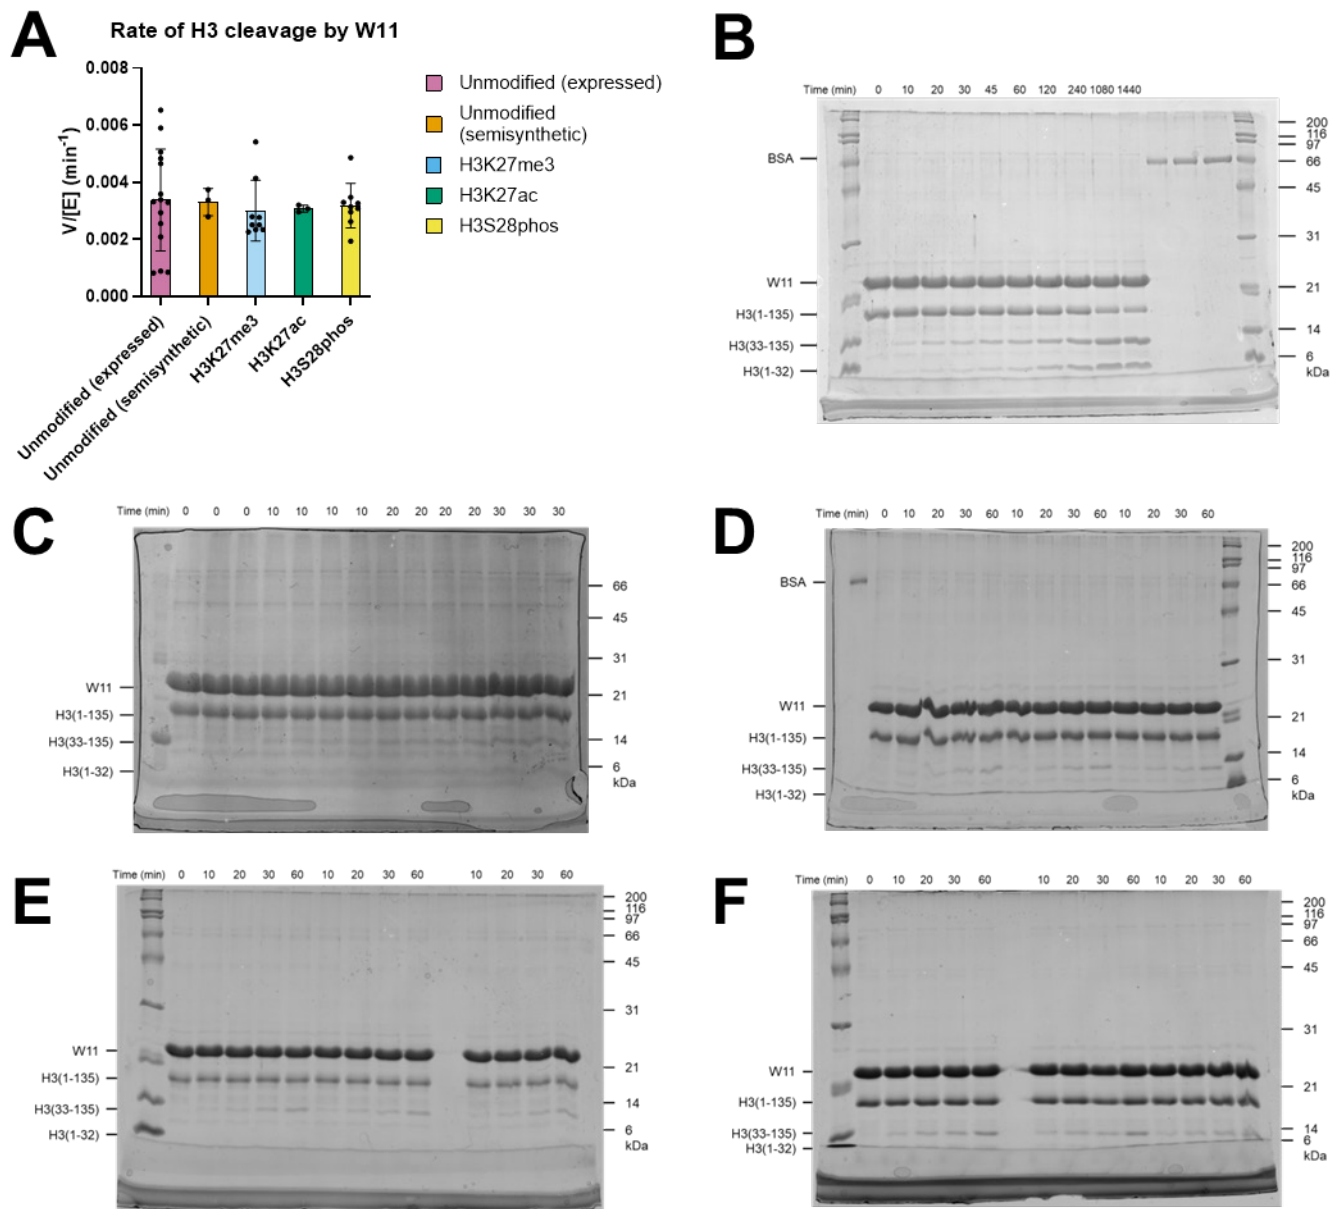 A
Rate of H3 cleavage by W11
0.008
0.006
0.004
0.002
0.000
V/[E] (min⁻¹)
Unmodified (expressed)
Unmodified (semisynthetic)
H3K27me3
H3K27ac
H3S28phos
Unmodified (expressed)
Unmodified
(semisynthetic)
H3K27me3
H3K27ac
H3S28phos
B
Time (min) 0 10 20 30 45 60 120 240 1080 1440
BSA
W11
H3(1-135)
H3(33-135)
H3(1-32)
200
116
97
66
45
31
21
14
6
kDa
C
Time (min) 0 0 0 10 10 10 10 20 20 20 20 30 30 30
W11
H3(1-135)
H3(33-135)
H3(1-32)
66
45
31
21
14
6
kDa
D
Time (min) 0 10 20 30 60 10 20 30 60 10 20 30 60
BSA
W11
H3(1-135)
H3(33-135)
H3(1-32)
200
116
97
66
45
31
21
14
6
kDa
E
Time (min) 0 10 20 30 60 10 20 30 60 10 20 30 60
W11
H3(1-135)
H3(33-135)
H3(1-32)
200
116
97
66
45
31
21
14
6
kDa
F
Time (min) 0 10 20 30 60 10 20 30 60 10 20 30 60
W11
H3(1-135)
H3(33-135)
H3(1-32)
200
116
97
66
45
31
21
14
6
kDa